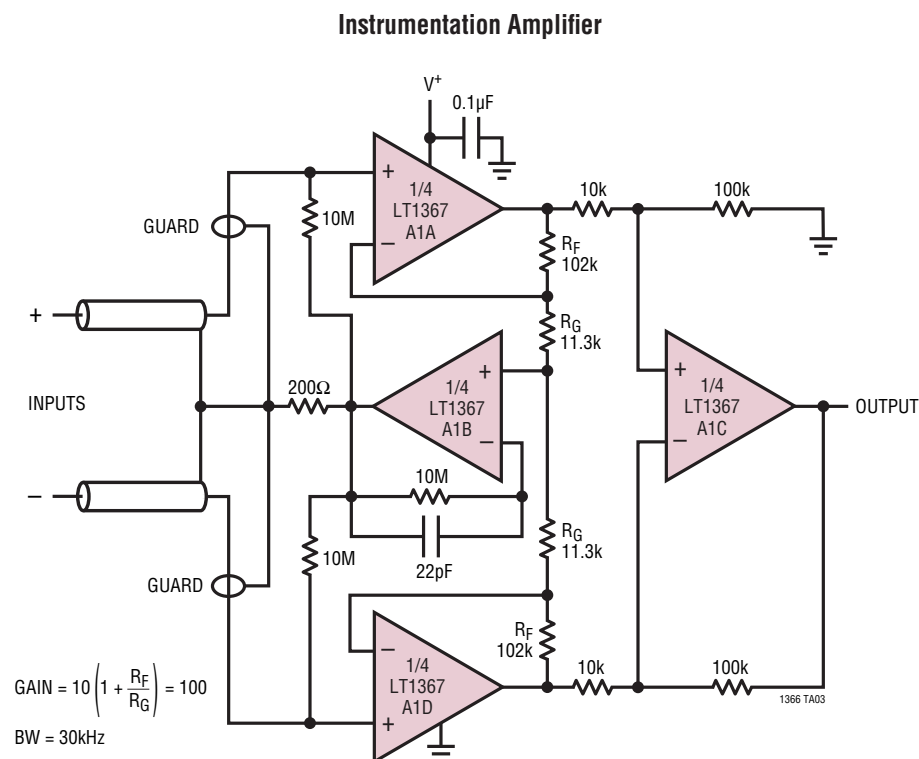 Instrumentation Amplifier
V+
0.1µF
+
1/4
LT1367
A1A
−
10M
GUARD
10k
100k
RF
102k
RG
11.3k
+
INPUTS
−
200Ω
+
1/4
LT1367
A1B
−
10M
22pF
+
1/4
LT1367
A1C
−
OUTPUT
RG
11.3k
10M
GUARD
RF
102k
−
1/4
LT1367
A1D
+
10k
100k
GAIN = 10 (1 + RF/RG) = 100
BW = 30kHz
1366 TA03